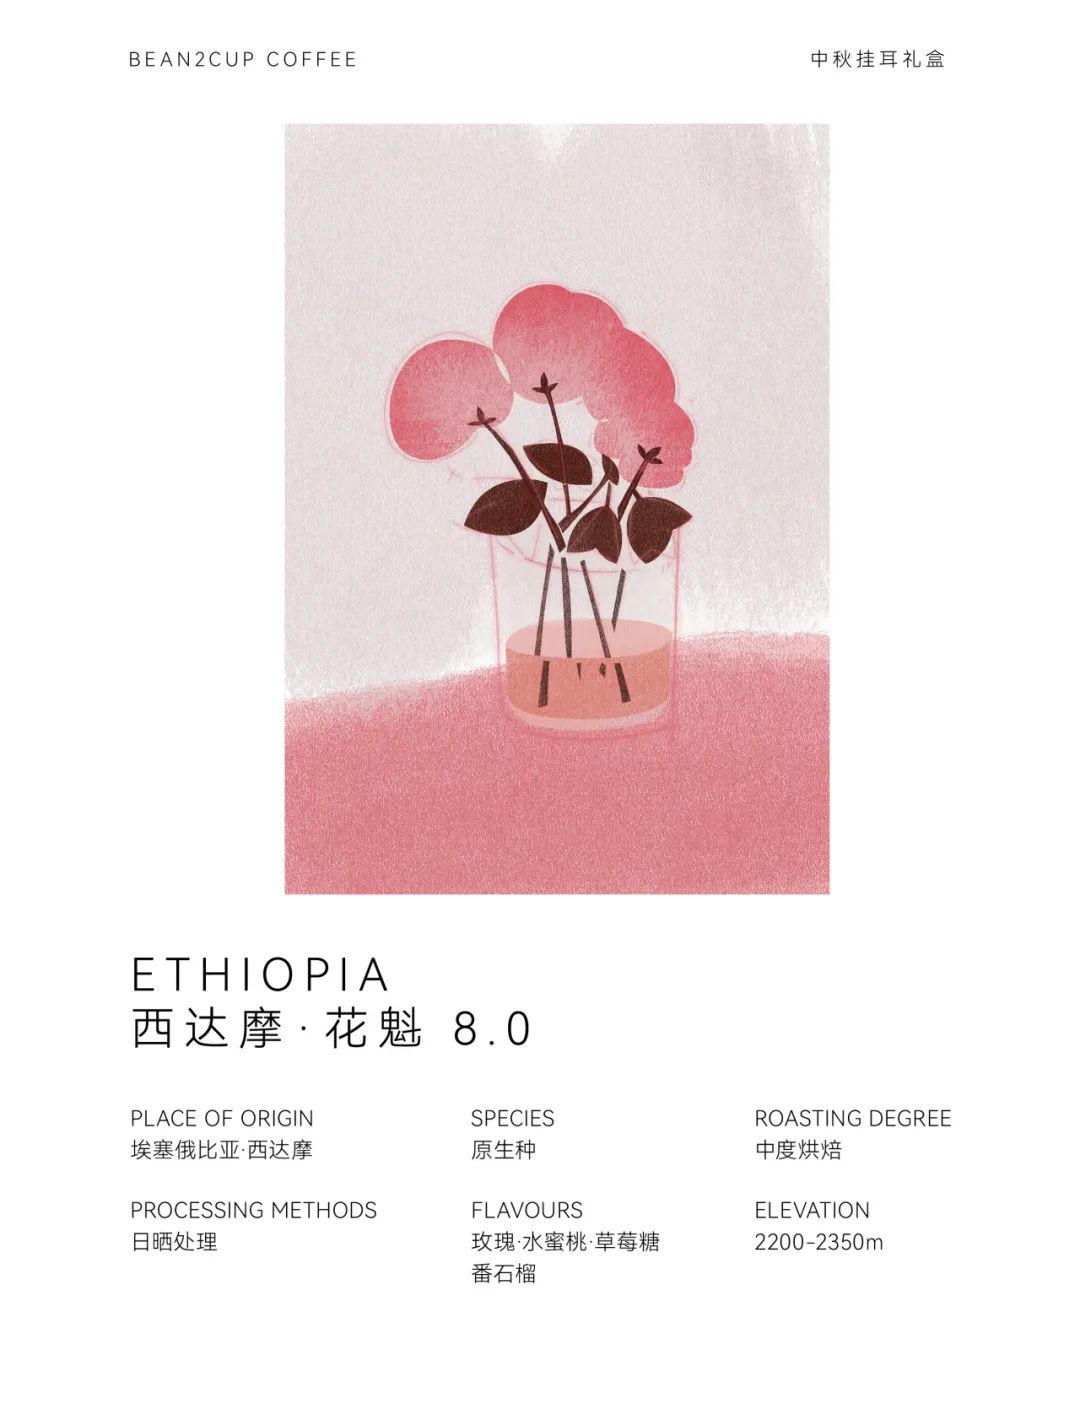 BEAN2CUP COFFEE
中秋挂耳礼盒
ETHIOPIA
西达摩·花魁 8.0
PLACE OF ORIGIN
埃塞俄比亚·西达摩
SPECIES
原生种
ROASTING DEGREE
中度烘焙
PROCESSING METHODS
日晒处理
FLAVOURS
玫瑰·水蜜桃·草莓糖
番石榴
ELEVATION
2200-2350m